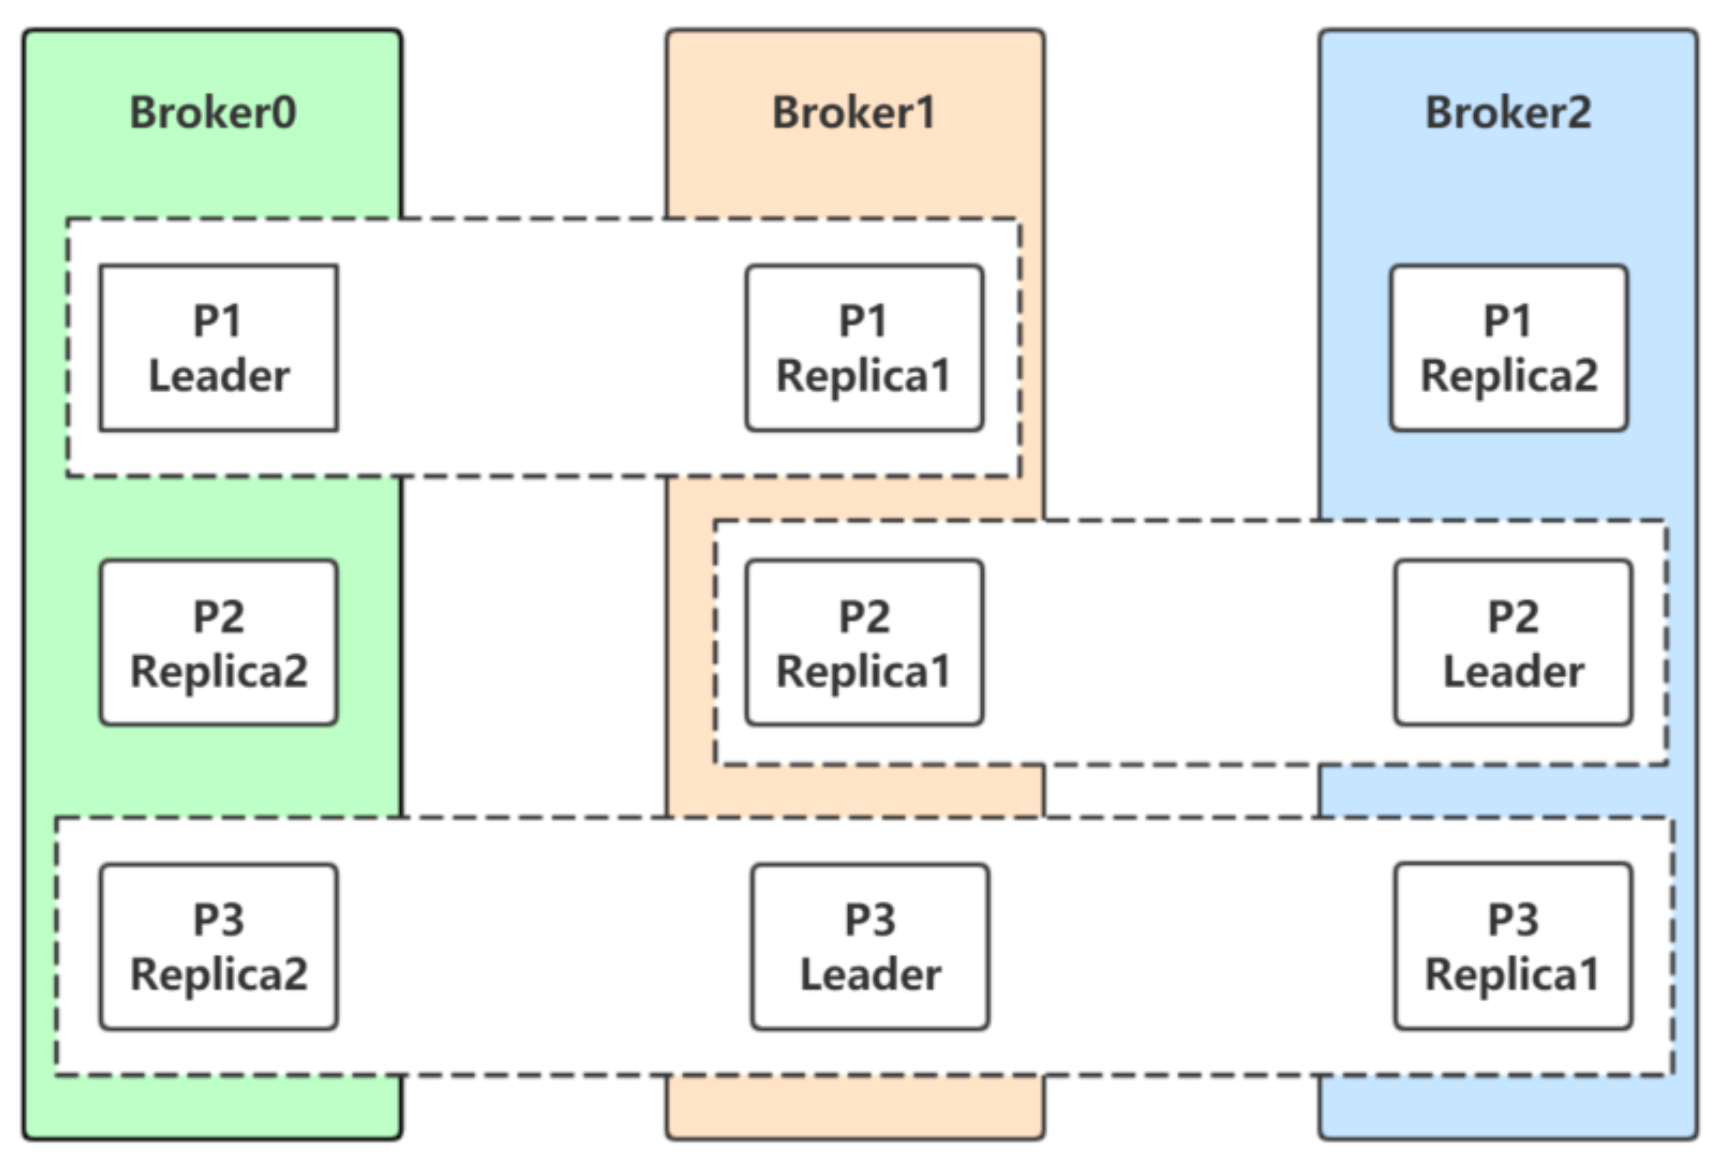 Broker0
Broker1
Broker2
P1
Leader
P1
Replica1
P1
Replica2
P2
Replica2
P2
Replica1
P2
Leader
P3
Replica2
P3
Leader
P3
Replica1